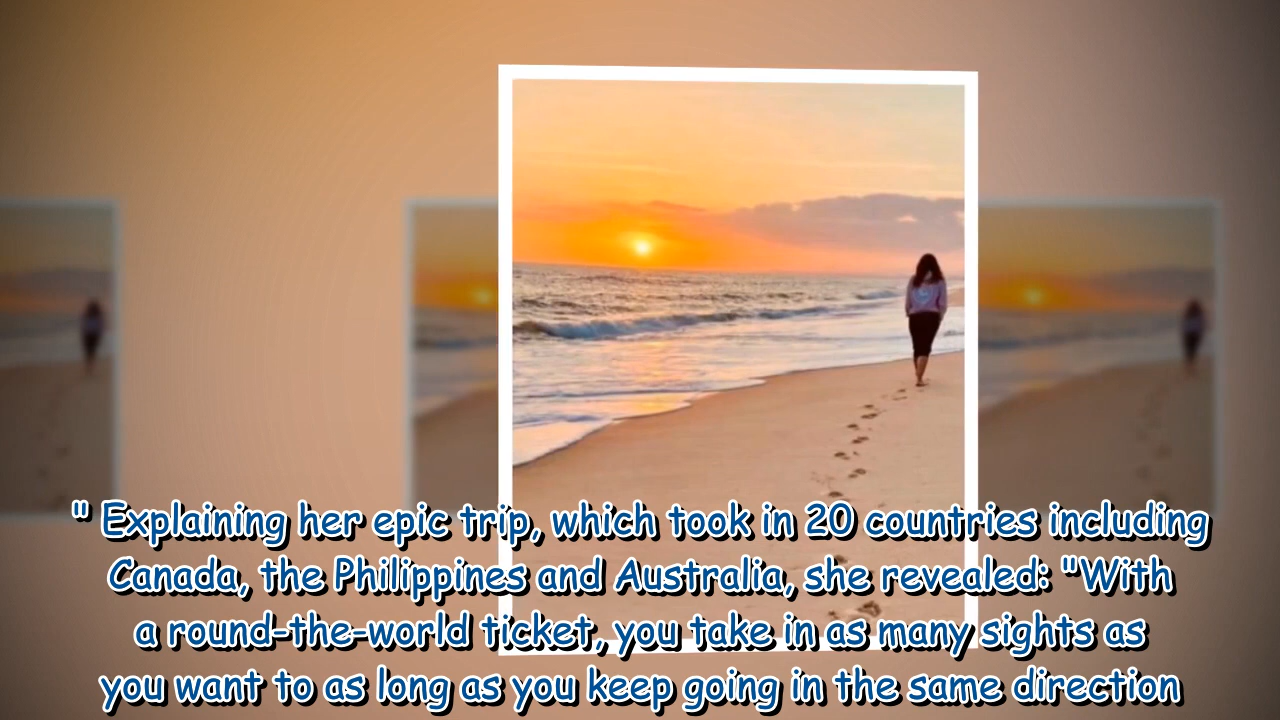 " Explaining her epic trip, which took in 20 countries including
Canada, the Philippines and Australia, she revealed: "With
a round-the-world ticket, you take in as many sights as
you want to as long as you keep going in the same direction